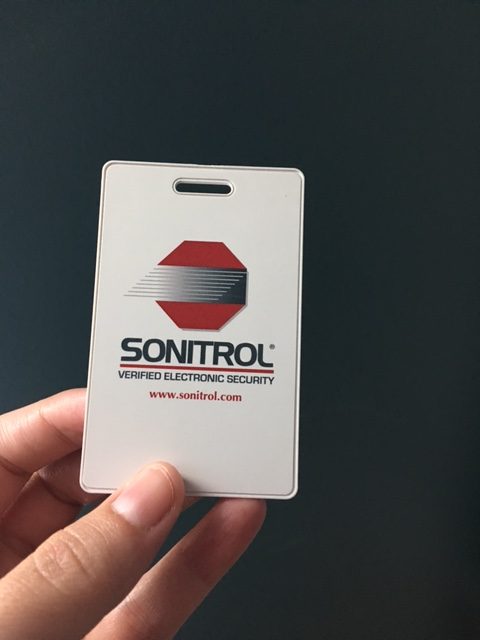 SONITROL®
VERIFIED ELECTRONIC SECURITY
www.sonitrol.com